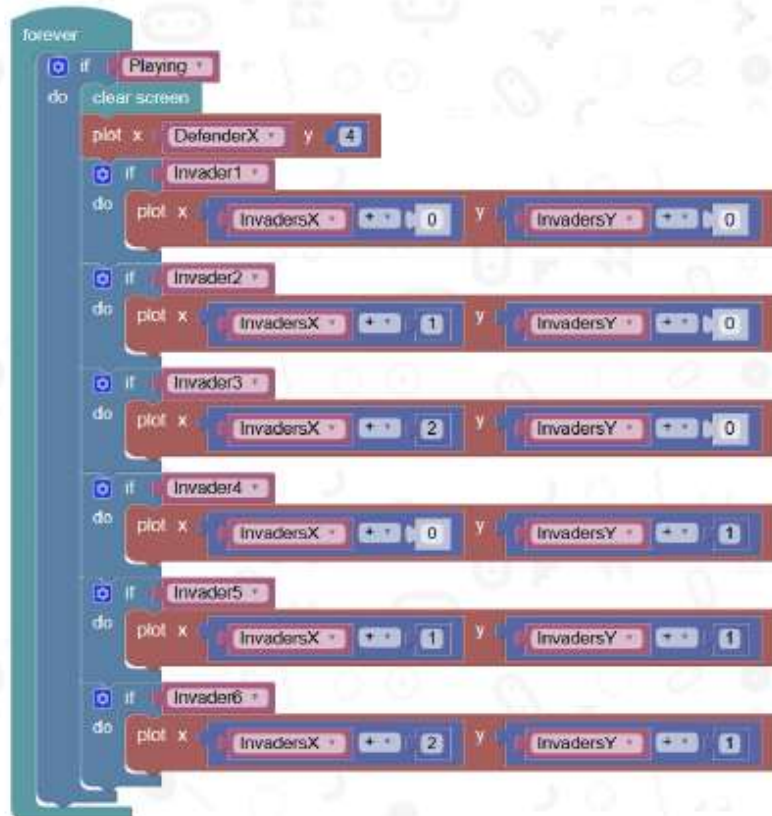 forever
if Playing
do clear screen
plot x DefenderX y 4
if Invader1
do plot x InvadersX + 0 y InvadersY + 0
if Invader2
do plot x InvadersX + 1 y InvadersY + 0
if Invader3
do plot x InvadersX + 2 y InvadersY + 0
if Invader4
do plot x InvadersX + 0 y InvadersY + 1
if Invader5
do plot x InvadersX + 1 y InvadersY + 1
if Invader6
do plot x InvadersX + 2 y InvadersY + 1